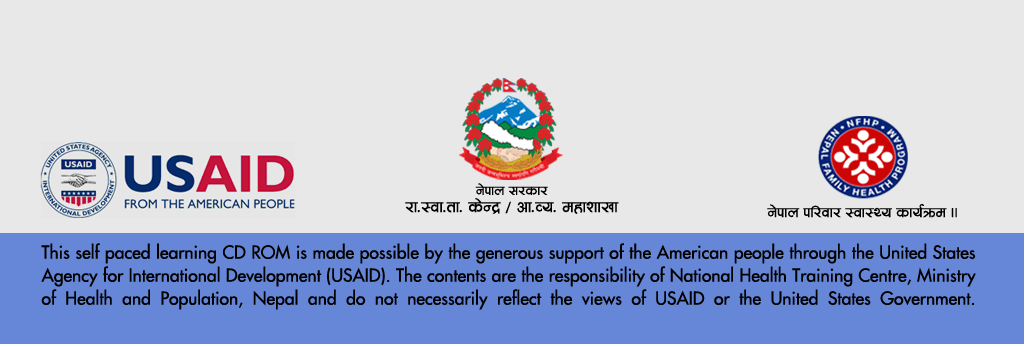 UNITED STATES AGENCY
USAID
INTERNATIONAL DEVELOPMENT
USAID
FROM THE AMERICAN PEOPLE
नेपाल सरकार
रा.स्वा.ता. केन्द्र / आ.व्य. महाशाखा
NFHP
NEPAL FAMILY HEALTH PROGRAM
नेपाल परिवार स्वास्थ्य कार्यक्रम ॥
This self paced learning CD ROM is made possible by the generous support of the American people through the United States
Agency for International Development (USAID). The contents are the responsibility of National Health Training Centre, Ministry
of Health and Population, Nepal and do not necessarily reflect the views of USAID or the United States Government.